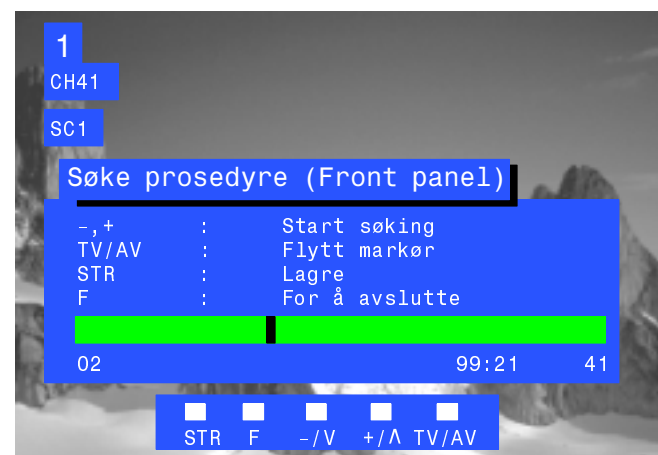 1
CH41
SC1
Søke prosedyre (Front panel)
-,+ : Start søking
TV/AV : Flytt markør
STR : Lagre
F : For å avslutte
02 99:21 41
STR F -/V +/Λ TV/AV